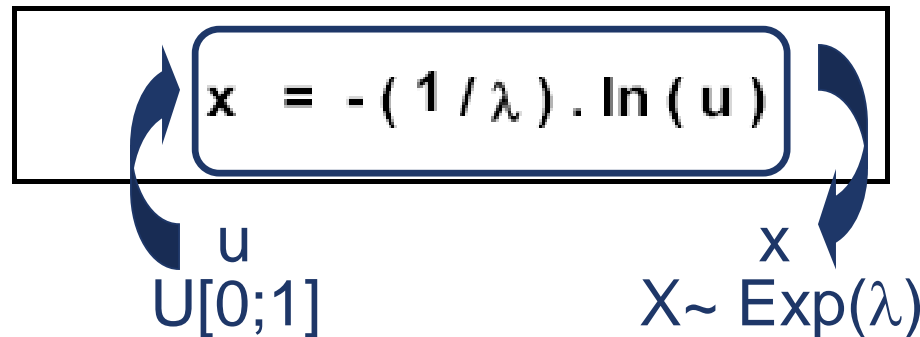 x = - ( 1 / λ ) . ln ( u )
u x
U[0;1] X~ Exp(λ)